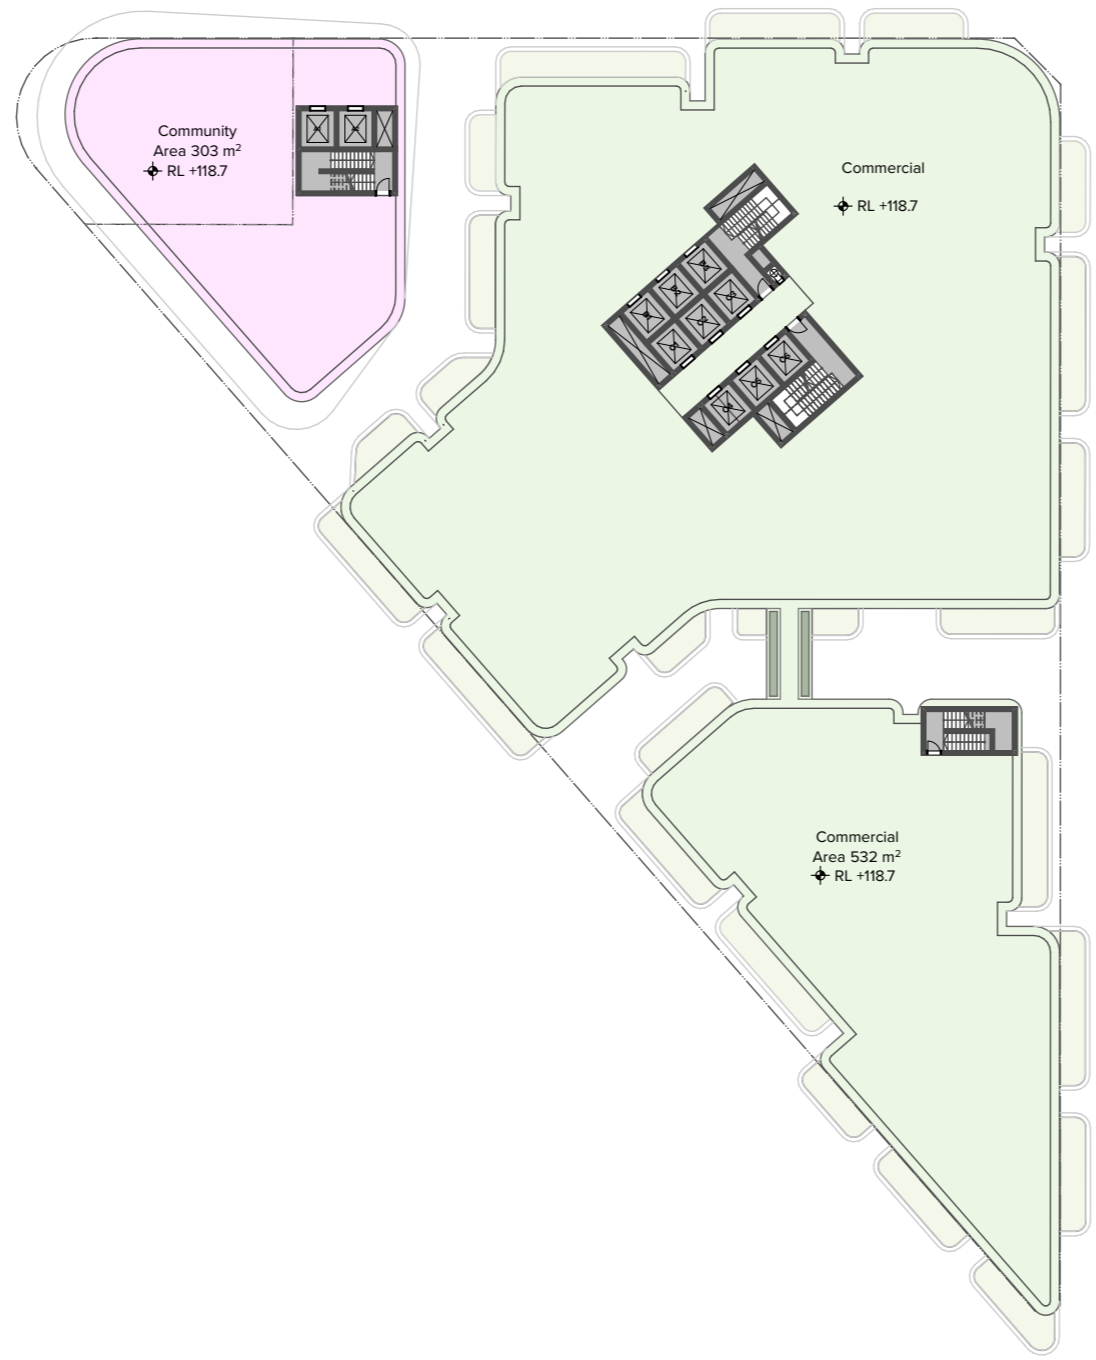 Community
Area 303 m²
RL +118.7
Commercial
RL +118.7
Commercial
Area 532 m²
RL +118.7